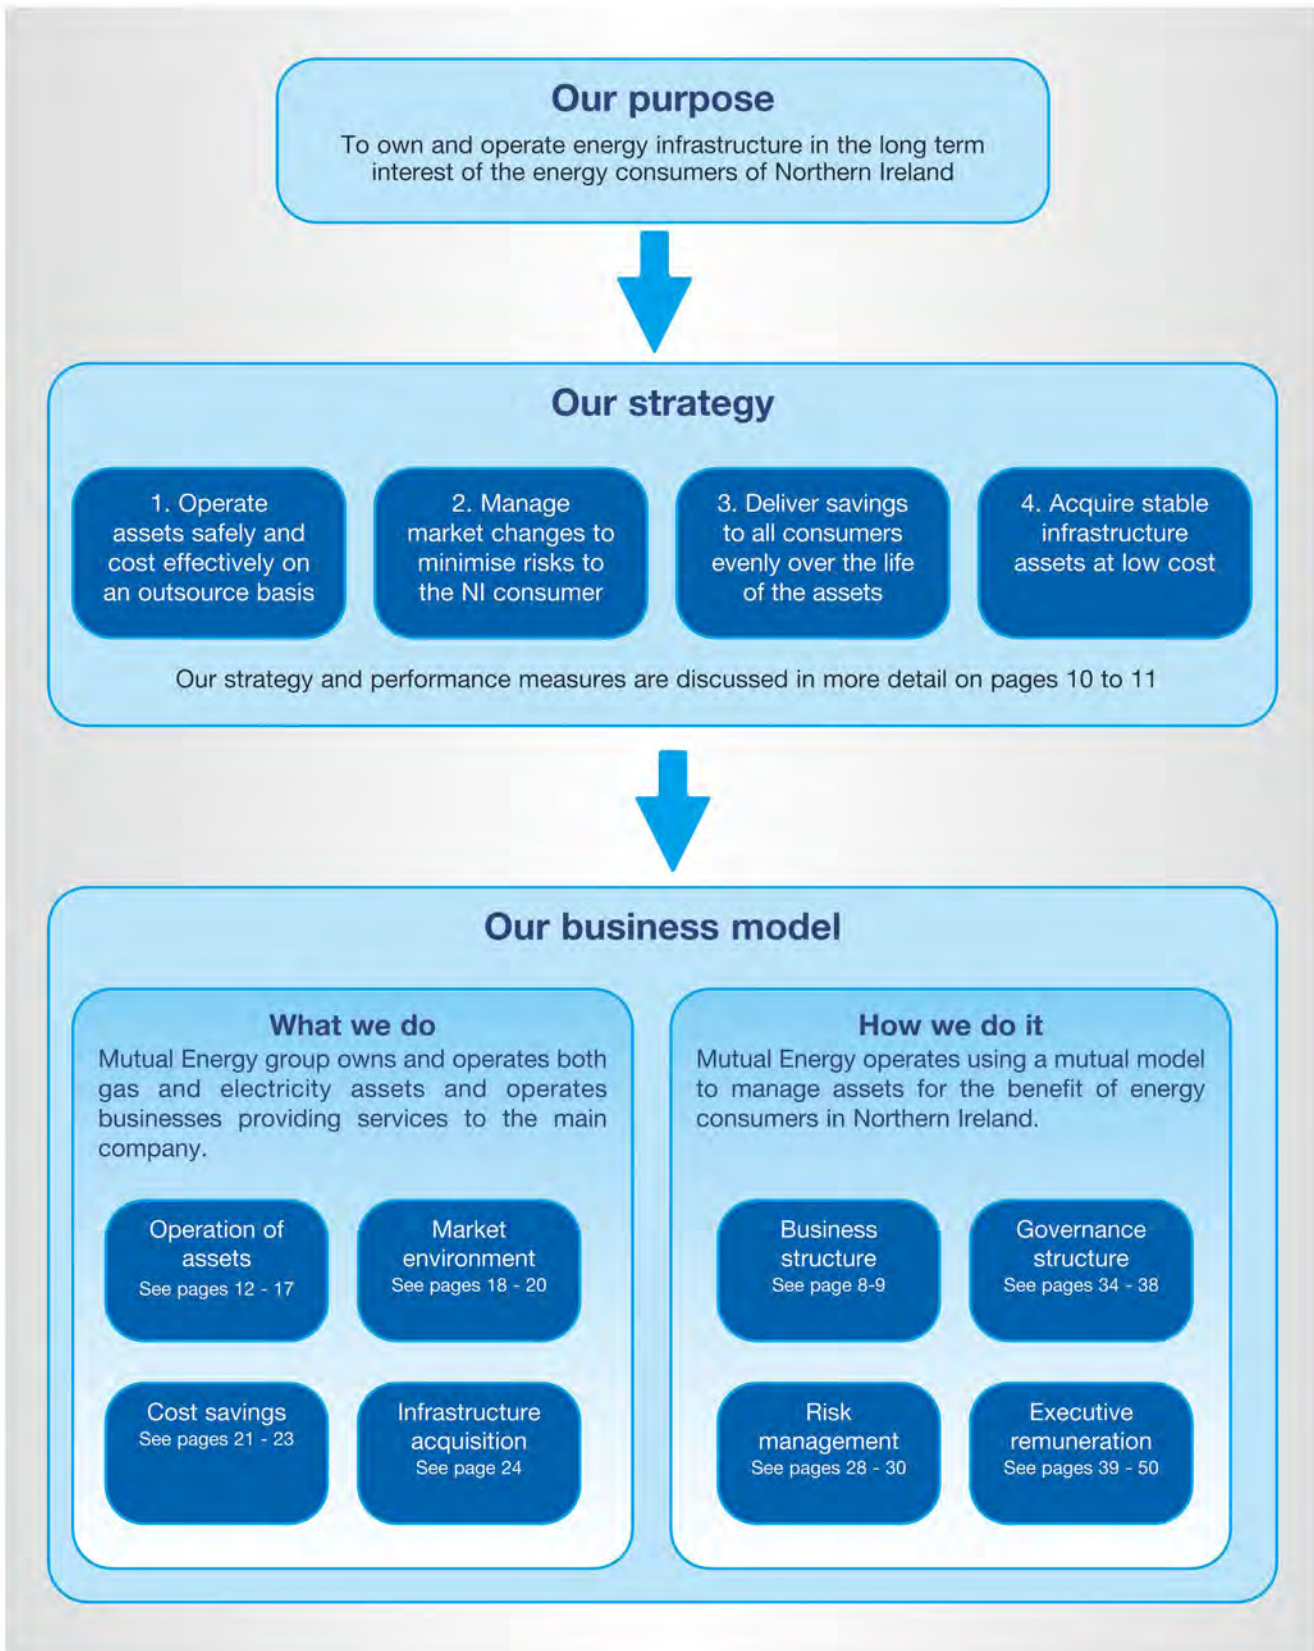 Our purpose
To own and operate energy infrastructure in the long term
interest of the energy consumers of Northern Ireland
Our strategy
1. Operate
assets safely and
cost effectively on
an outsource basis
2. Manage
market changes to
minimise risks to
the NI consumer
3. Deliver savings
to all consumers
evenly over the life
of the assets
4. Acquire stable
infrastructure
assets at low cost
Our strategy and performance measures are discussed in more detail on pages 10 to 11
Our business model
What we do
Mutual Energy group owns and operates both
gas and electricity assets and operates
businesses providing services to the main
company.
Operation of
assets
See pages 12 - 17
Market
environment
See pages 18 - 20
Cost savings
See pages 21 - 23
Infrastructure
acquisition
See page 24
How we do it
Mutual Energy operates using a mutual model
to manage assets for the benefit of energy
consumers in Northern Ireland.
Business
structure
See page 8-9
Governance
structure
See pages 34 - 38
Risk
management
See pages 28 - 30
Executive
remuneration
See pages 39 - 50